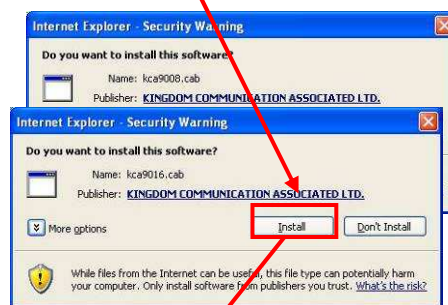 Internet Explorer - Security Warning
Do you want to install this software?
Name: kca9008.cab
Publisher: KINGDOM COMMUNICATION ASSOCIATED LTD.
Internet Explorer - Security Warning
Do you want to install this software?
Name: kca9016.cab
Publisher: KINGDOM COMMUNICATION ASSOCIATED LTD.
More options
Install
Don't Install
While files from the Internet can be useful, this file type can potentially harm
your computer. Only install software from publishers you trust. What's the risk?